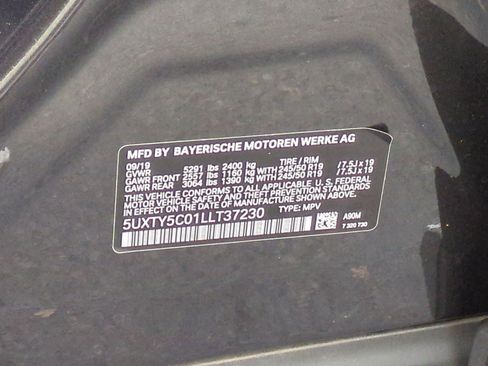 MFD BY BAYERISCHE MOTOREN WERKE AG
09/19 TIRE / RIM
GVWR 5291 lbs 2400 kg
GAWR FRONT 2557 lbs 1160 kg WITH 245/50 R19 / 7.5J x 19
GAWR REAR 3064 lbs 1390 kg WITH 245/50 R19 / 7.5J x 19
THIS VEHICLE CONFORMS TO ALL APPLICABLE U.S. FEDERAL
MOTOR VEHICLE SAFETY AND THEFT PREVENTION STANDARDS
IN EFFECT ON THE DATE OF MANUFACTURE SHOWN ABOVE.
5UXTY5C01LLT37230 TYPE: MPV
A90M
7 320 730